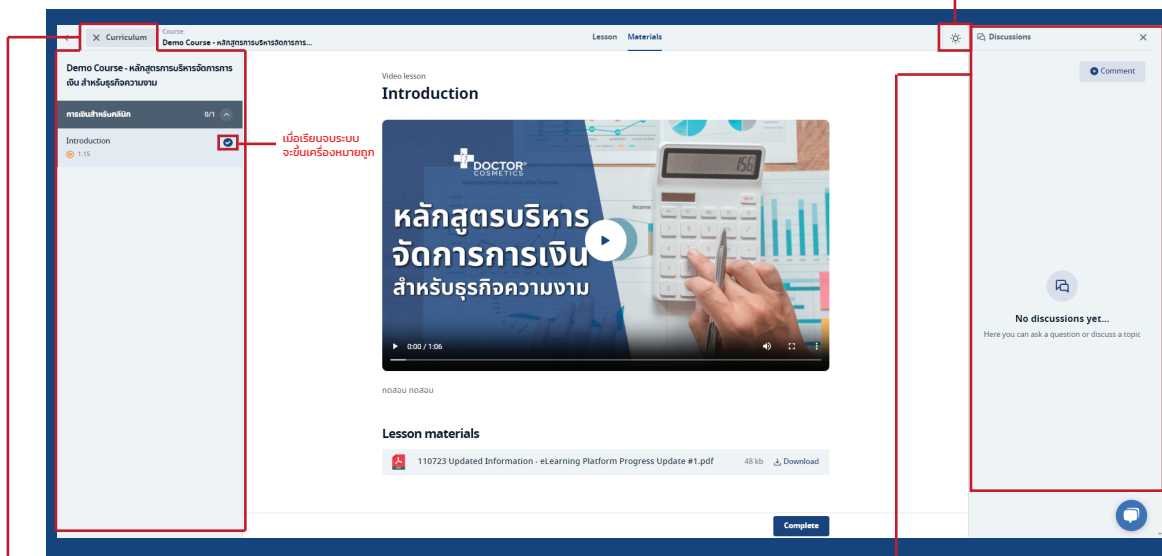 Curriculum
Course:
Demo Course - หลักสูตรการบริหารจัดการการ...
Lesson Materials
Discussions
Comment
Demo Course - หลักสูตรการบริหารจัดการการ
เงิน สำหรับธุรกิจความงาม
การเงินสำหรับคลินิก 0/1
Introduction
1:15
เมื่อเรียนจบระบบ
จะขึ้นเครื่องหมายถูก
Video lesson
Introduction
DOCTOR®
COSMETICS
Income
156
หลักสูตรบริหาร
จัดการการเงิน
สำหรับธุรกิจความงาม
0:00 / 1:06
ทดสอบ ทดสอบ
Lesson materials
110723 Updated Information - eLearning Platform Progress Update #1.pdf 48 kb Download
Complete
No discussions yet...
Here you can ask a question or discuss a topic